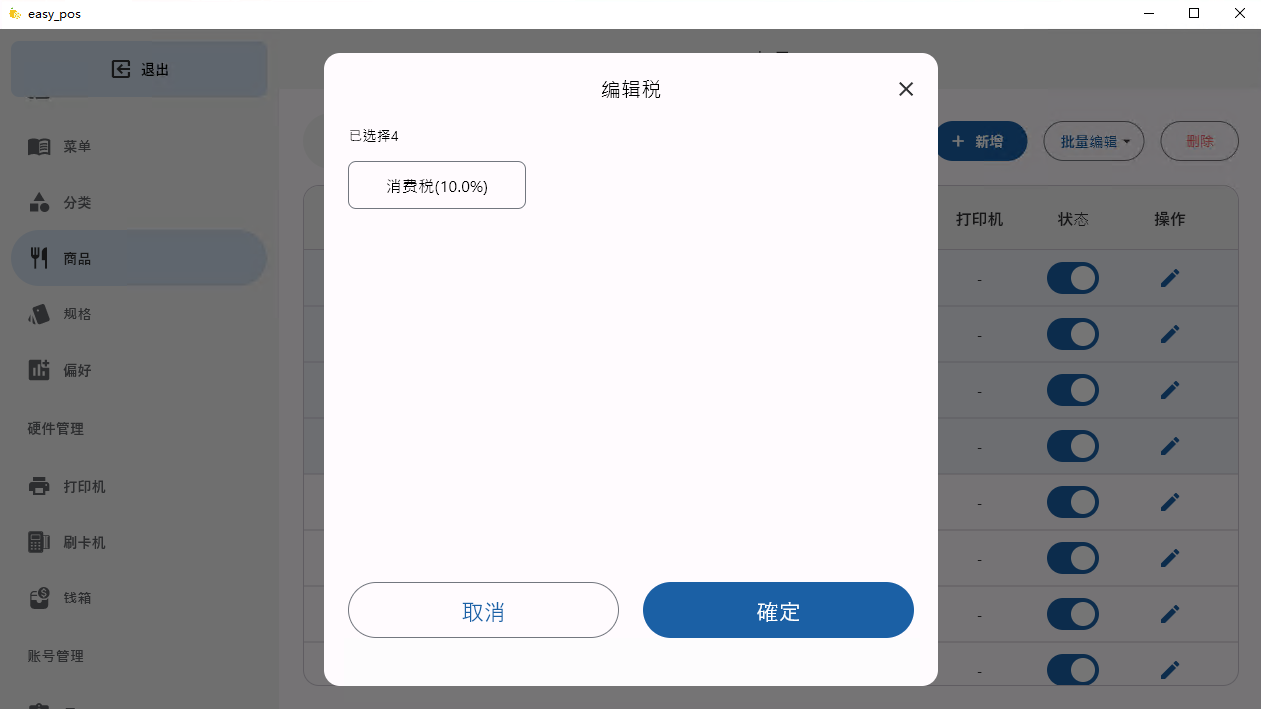 easy_pos
退出
菜单
分类
商品
规格
偏好
硬件管理
打印机
刷卡机
钱箱
账号管理
编辑税
已选择4
消费税(10.0%)
取消
確定
新增
批量编辑
删除
打印机
状态
操作
-
-
-
-
-
-
-
-